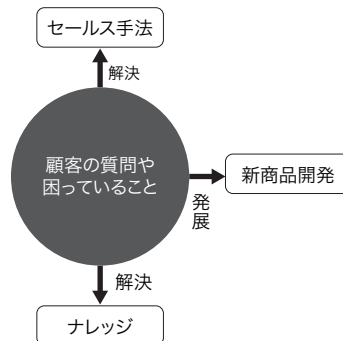 セールス手法
解決
顧客の質問や
困っていること
発展
新商品開発
解決
ナレッジ